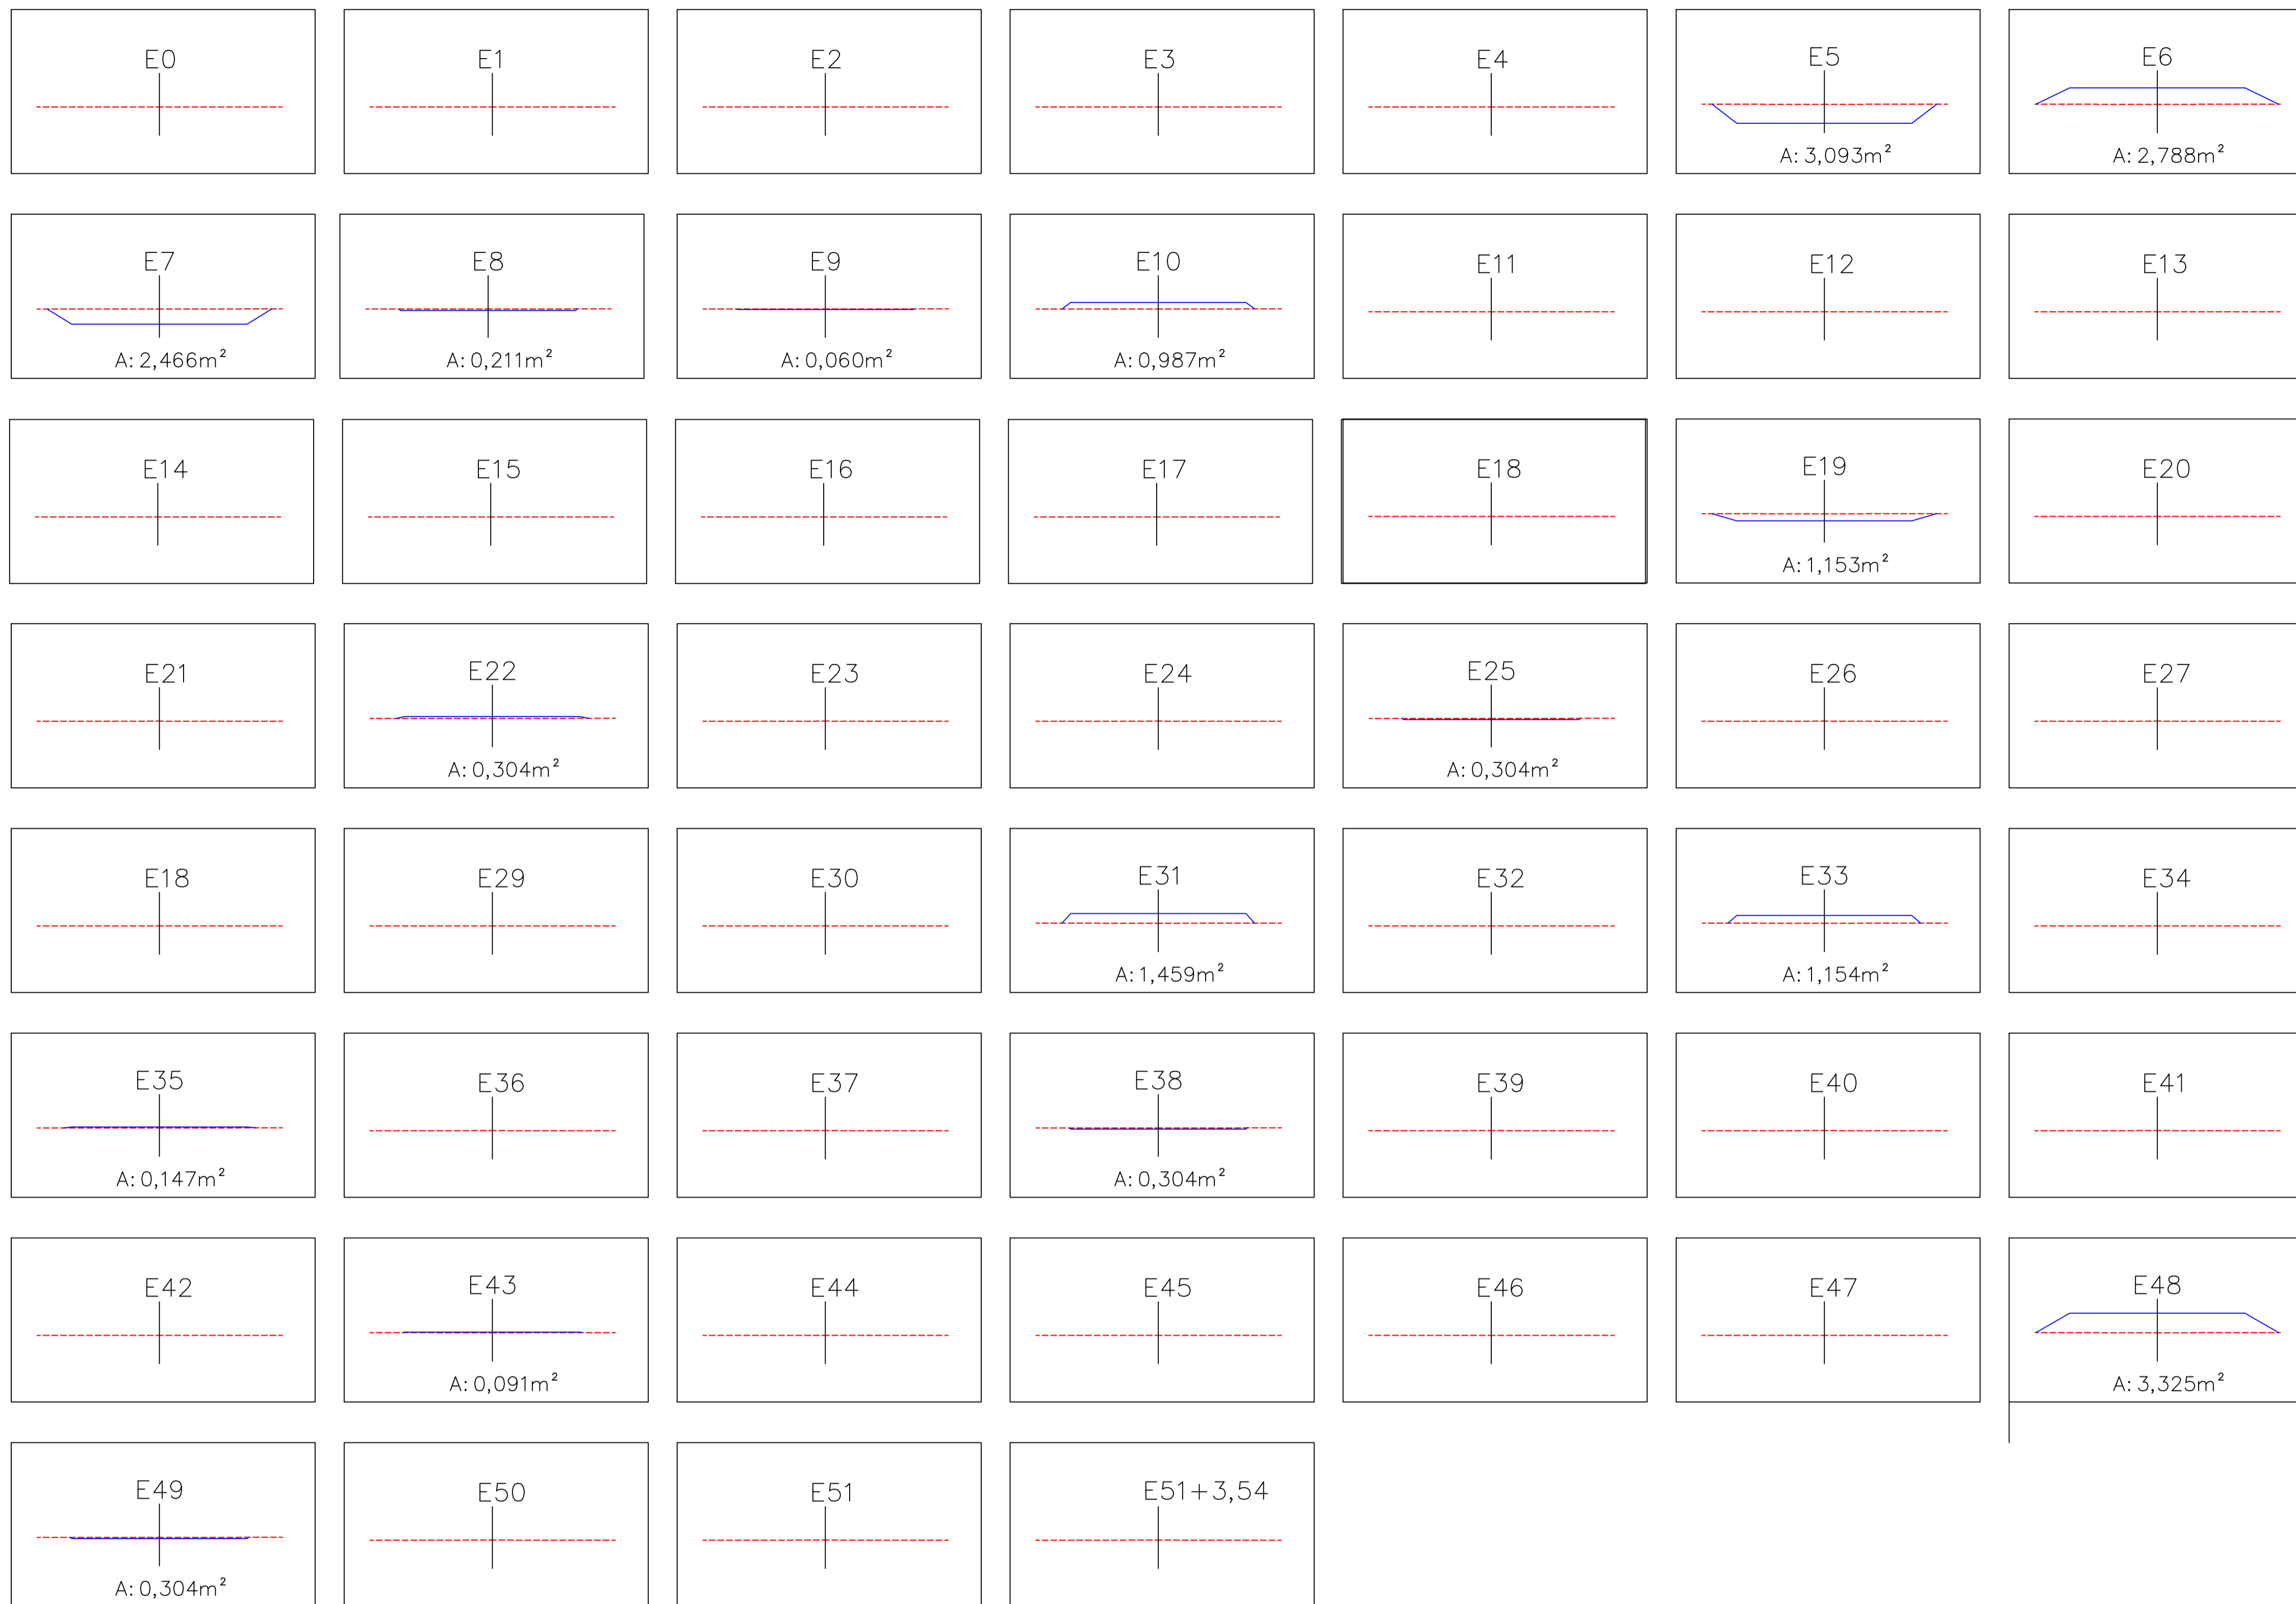 E0
E1
E2
E3
E4
E5
A: 3,093m²
E6
A: 2,788m²
E7
A: 2,466m²
E8
A: 0,211m²
E9
A: 0,060m²
E10
A: 0,987m²
E11
E12
E13
E14
E15
E16
E17
E18
E19
A: 1,153m²
E20
E21
E22
A: 0,304m²
E23
E24
E25
A: 0,304m²
E26
E27
E18
E29
E30
E31
A: 1,459m²
E32
E33
A: 1,154m²
E34
E35
A: 0,147m²
E36
E37
E38
A: 0,304m²
E39
E40
E41
E42
E43
A: 0,091m²
E44
E45
E46
E47
E48
A: 3,325m²
E49
A: 0,304m²
E50
E51
E51+3,54